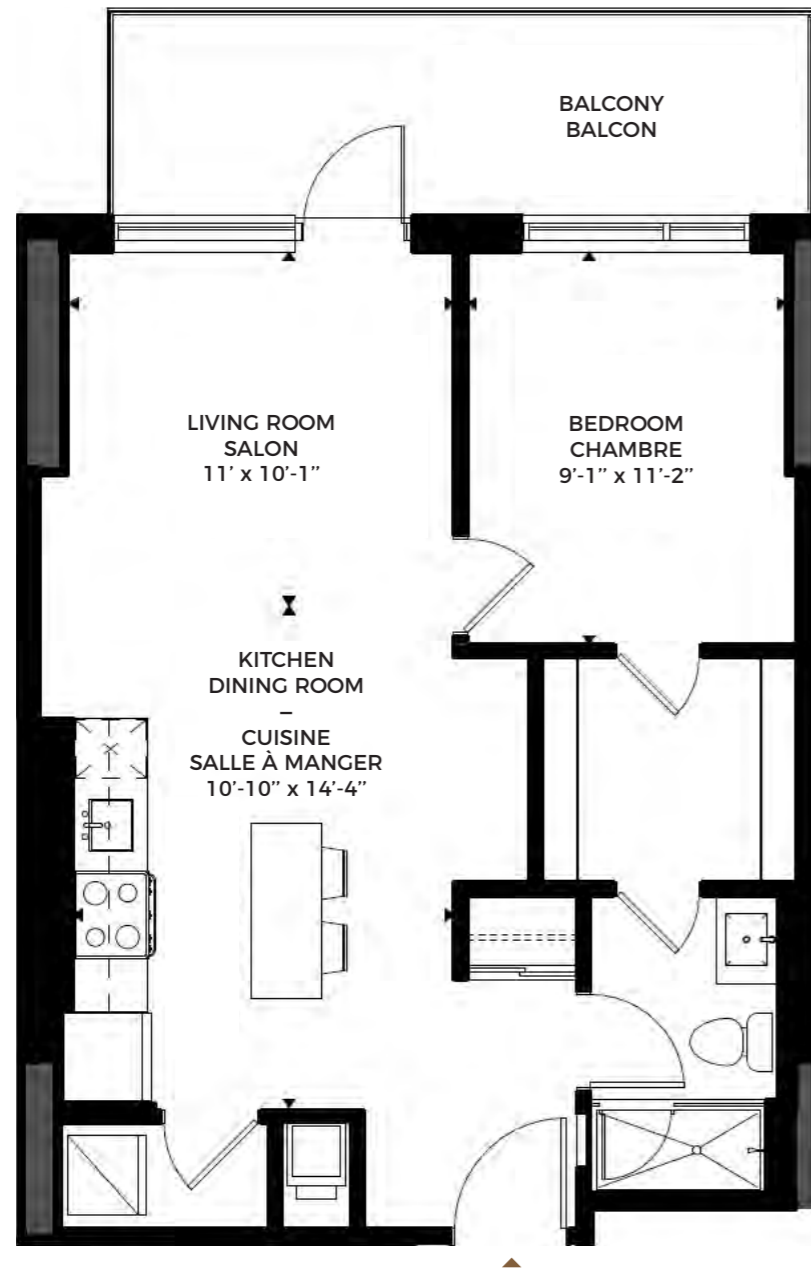 BALCONY
BALCON
LIVING ROOM
SALON
11’ x 10’-1”
BEDROOM
CHAMBRE
9’-1” x 11’-2”
KITCHEN
DINING ROOM
–
CUISINE
SALLE À MANGER
10’-10” x 14’-4”